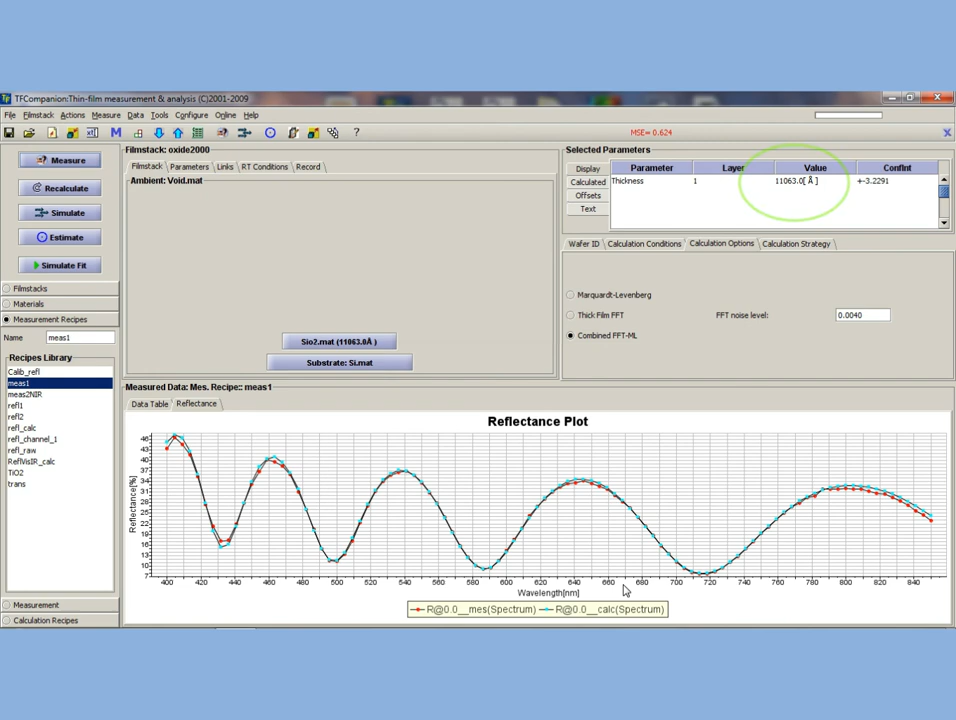 TFCompanion:Thin-film measurement & analysis (C)2001-2009
File Filmstack Actions Measure Data Tools Configure Online Help
MSE= 0.624
Measure
Recalculate
Simulate
Estimate
Simulate Fit
Filmstacks
Materials
Measurement Recipes
Name meas1
Recipes Library
Calib_refl
meas1
meas2NIR
refl1
refl2
refl_calc
refl_channel_1
refl_raw
ReflVisIR_calc
TiO2
trans
Measurement
Calculation Recipes
Filmstack: oxide2000
Filmstack Parameters Links RT Conditions Record
Ambient: Void.mat
Sio2.mat (11063.0Å )
Substrate: Si.mat
Selected Parameters
Display
Calculated
Offsets
Text
Parameter Layer Value ConfInt
Thickness 1 11063.0[ Å ] +-3.2291
Wafer ID Calculation Conditions Calculation Options Calculation Strategy
Marquardt-Levenberg
Thick Film FFT FFT noise level: 0.0040
Combined FFT-ML
Measured Data: Mes. Recipe:: meas1
Data Table Reflectance
Reflectance Plot
Reflectance[%]
46
43
40
37
34
31
28
25
22
19
16
13
10
7
400 420 440 460 480 500 520 540 560 580 600 620 640 660 680 700 720 740 760 780 800 820 840
Wavelength[nm]
R@0.0__mes(Spectrum) R@0.0__calc(Spectrum)